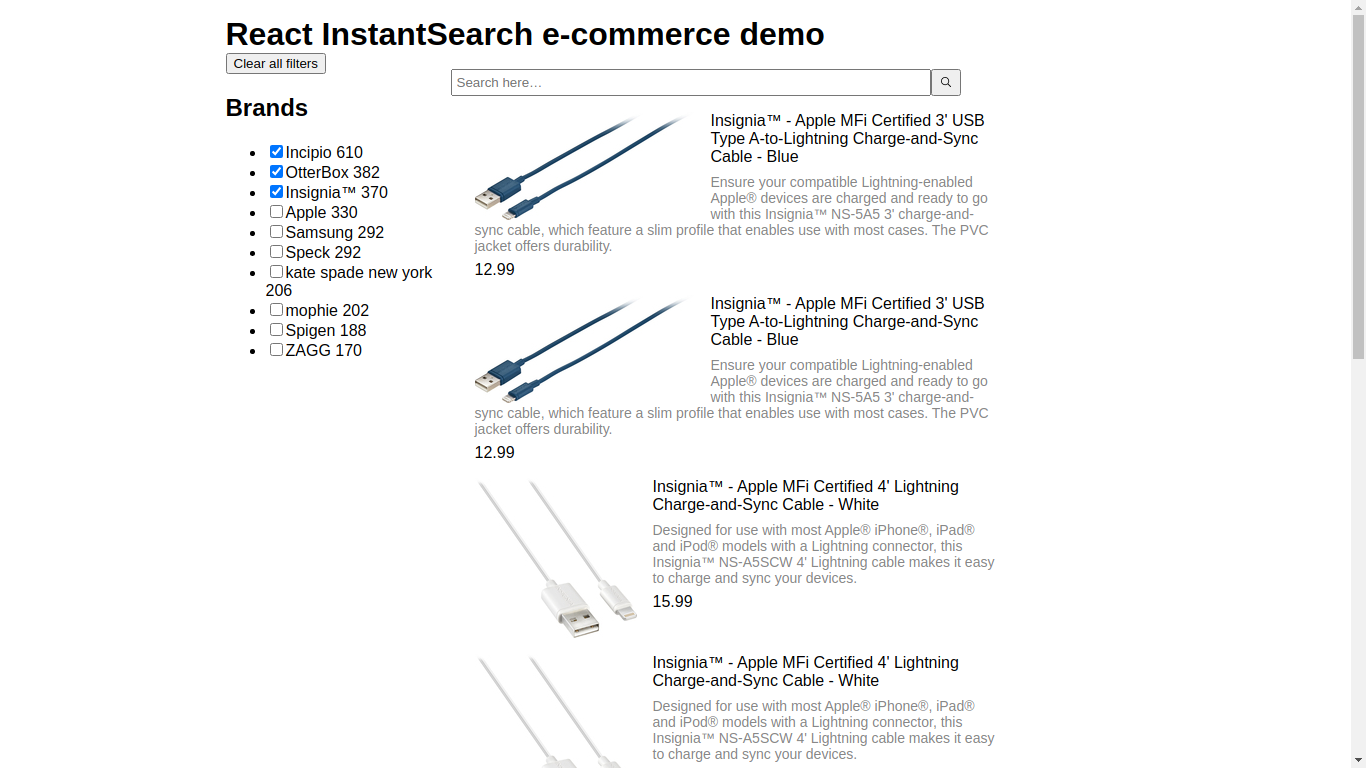 React InstantSearch e-commerce demo
Clear all filters
Search here…
Brands
Incipio 610
OtterBox 382
Insignia™ 370
Apple 330
Samsung 292
Speck 292
kate spade new york
206
mophie 202
Spigen 188
ZAGG 170
Insignia™ - Apple MFi Certified 3' USB
Type A-to-Lightning Charge-and-Sync
Cable - Blue
Ensure your compatible Lightning-enabled
Apple® devices are charged and ready to go
with this Insignia™ NS-5A5 3' charge-and-
sync cable, which feature a slim profile that enables use with most cases. The PVC
jacket offers durability.
12.99
Insignia™ - Apple MFi Certified 3' USB
Type A-to-Lightning Charge-and-Sync
Cable - Blue
Ensure your compatible Lightning-enabled
Apple® devices are charged and ready to go
with this Insignia™ NS-5A5 3' charge-and-
sync cable, which feature a slim profile that enables use with most cases. The PVC
jacket offers durability.
12.99
Insignia™ - Apple MFi Certified 4' Lightning
Charge-and-Sync Cable - White
Designed for use with most Apple® iPhone®, iPad®
and iPod® models with a Lightning connector, this
Insignia™ NS-A5SCW 4' Lightning cable makes it easy
to charge and sync your devices.
15.99
Insignia™ - Apple MFi Certified 4' Lightning
Charge-and-Sync Cable - White
Designed for use with most Apple® iPhone®, iPad®
and iPod® models with a Lightning connector, this
Insignia™ NS-A5SCW 4' Lightning cable makes it easy
to charge and sync your devices.